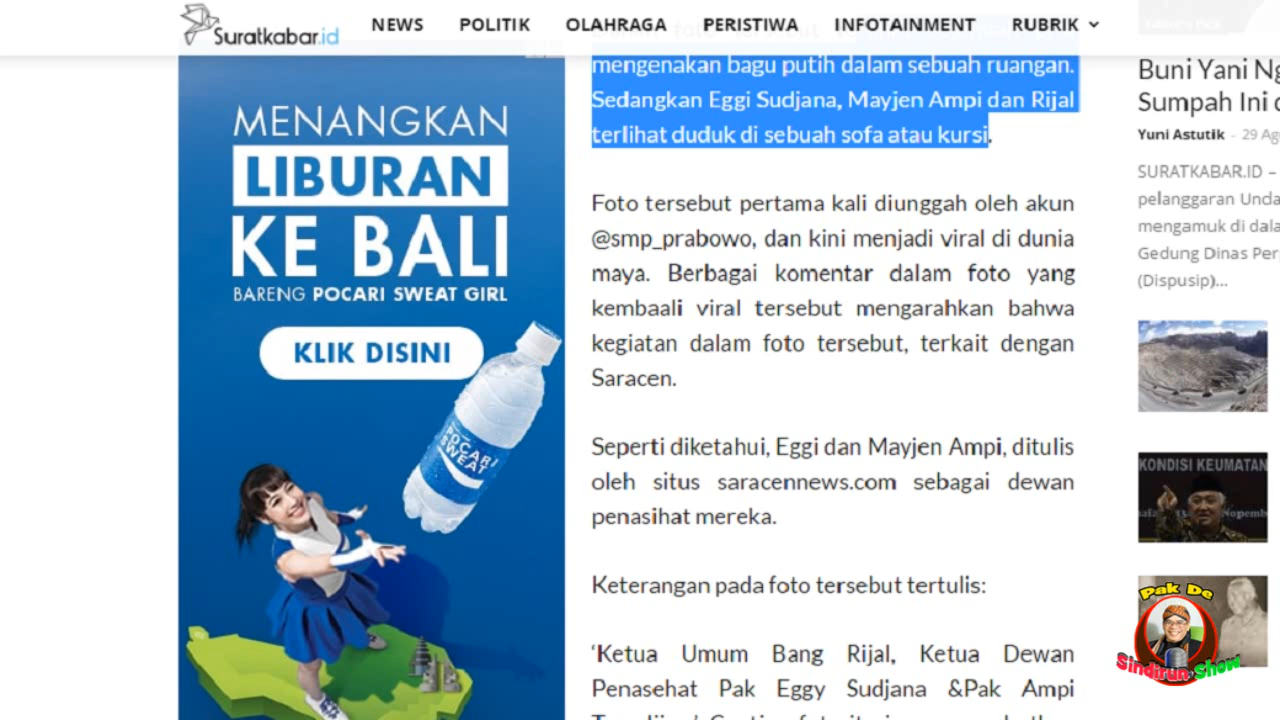 Suratkabar.id
NEWS
POLITIK
OLAHRAGA
PERISTIWA
INFOTAINMENT
RUBRIK
mengenakan bagu putih dalam sebuah ruangan.
Sedangkan Eggi Sudjana, Mayjen Ampi dan Rijal
terlihat duduk di sebuah sofa atau kursi.
Foto tersebut pertama kali diunggah oleh akun
@smp_prabowo, dan kini menjadi viral di dunia
maya. Berbagai komentar dalam foto yang
kembaali viral tersebut mengarahkan bahwa
kegiatan dalam foto tersebut, terkait dengan
Saracen.
Seperti diketahui, Eggi dan Mayjen Ampi, ditulis
oleh situs saracennews.com sebagai dewan
penasihat mereka.
Keterangan pada foto tersebut tertulis:
‘Ketua Umum Bang Rijal, Ketua Dewan
Penasehat Pak Eggy Sudjana &Pak Ampi
MENANGKAN
LIBURAN
KE BALI
BARENG POCARI SWEAT GIRL
KLIK DISINI
POCARI
SWEAT
Buni Yani Ng
Sumpah Ini d
Yuni Astutik - 29 Ag
SURATKABAR.ID –
pelanggaran Unda
mengamuk di dala
Gedung Dinas Per
(Dispusip)...
KONDISI KEUMATAN
Pak De
Sindirun Show